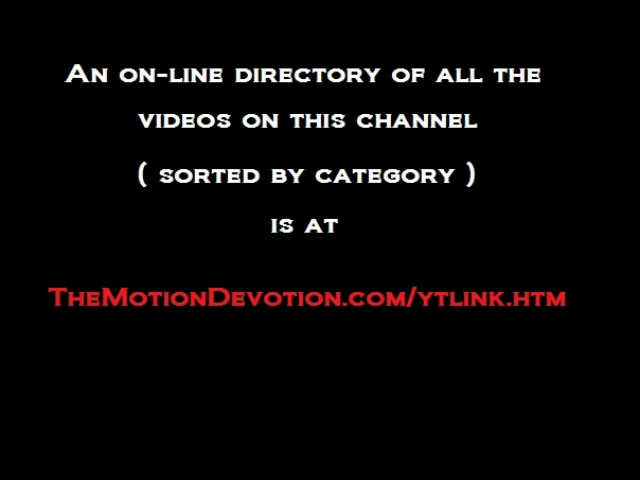 An on-line directory of all the
videos on this channel
( sorted by category )
is at
TheMotionDevotion.com/ytlink.htm